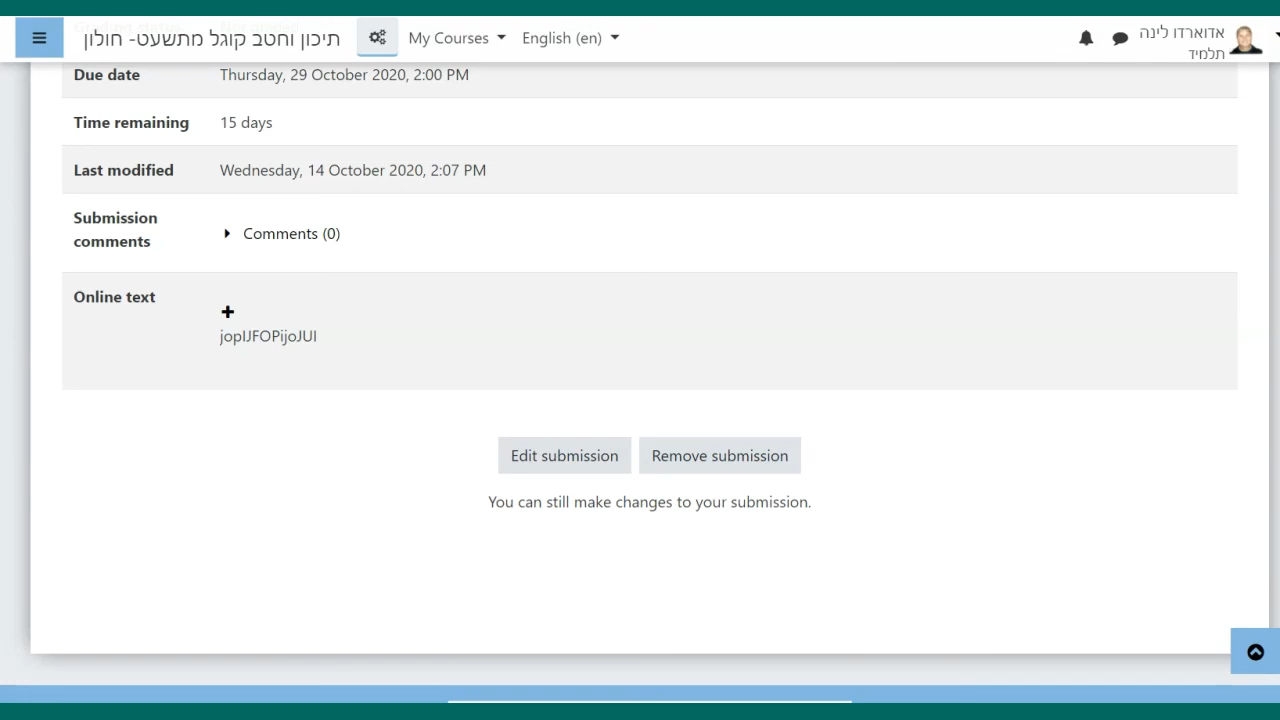 תיכון וחטב קוגל מתשעט- חולון
My Courses
English (en)
אדוארדו לינה
תלמיד
Due date Thursday, 29 October 2020, 2:00 PM
Time remaining 15 days
Last modified Wednesday, 14 October 2020, 2:07 PM
Submission comments
Comments (0)
Online text
jopIJFOPijoJUI
Edit submission
Remove submission
You can still make changes to your submission.